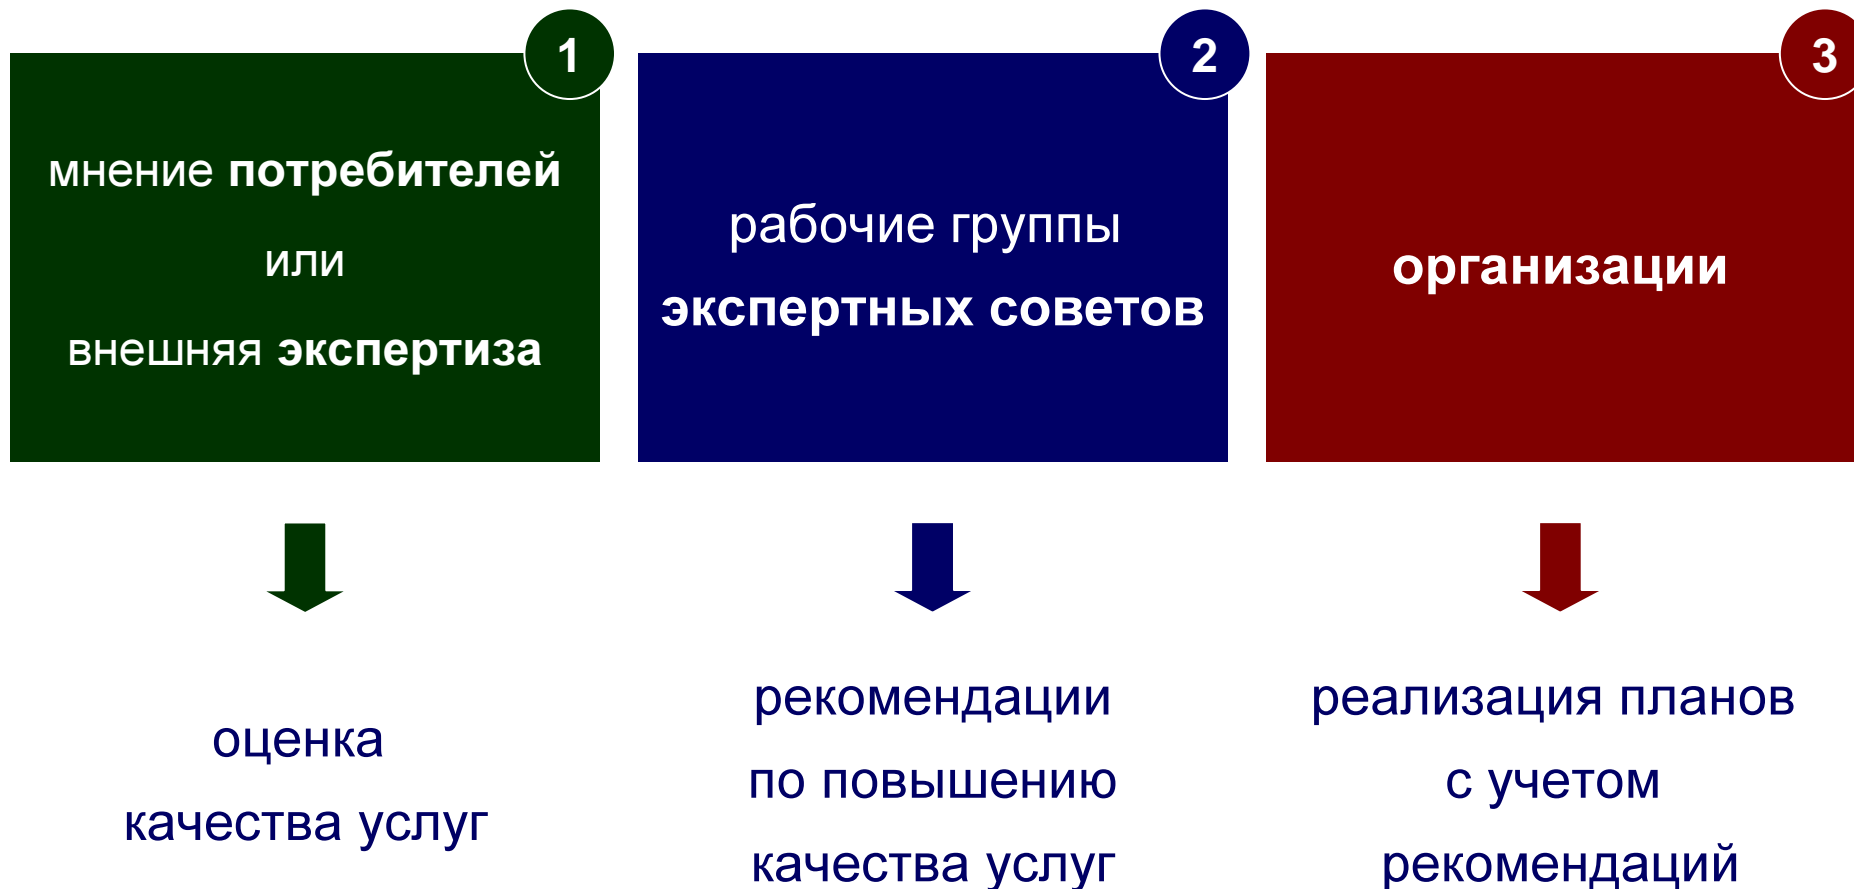 1
мнение потребителей
или
внешняя экспертиза
оценка
качества услуг
2
рабочие группы
экспертных советов
рекомендации
по повышению
качества услуг
3
организации
реализация планов
с учетом
рекомендаций